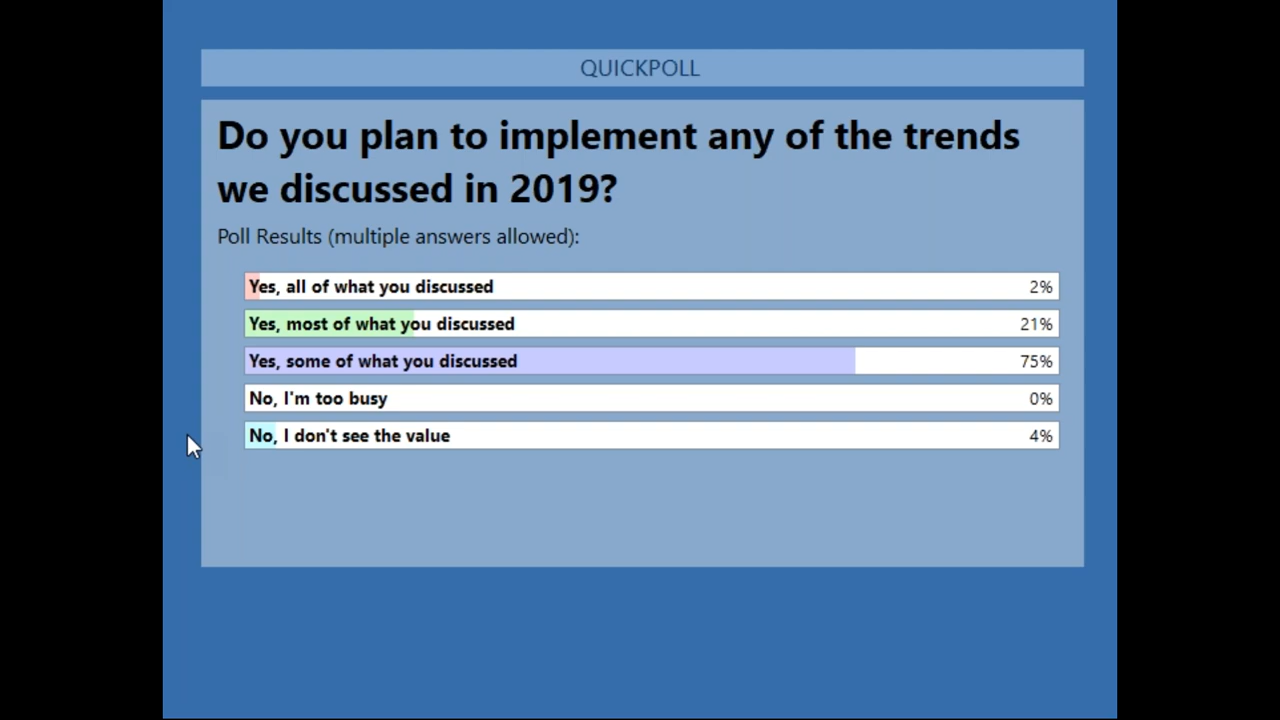 QUICKPOLL
Do you plan to implement any of the trends
we discussed in 2019?
Poll Results (multiple answers allowed):
Yes, all of what you discussed 2%
Yes, most of what you discussed 21%
Yes, some of what you discussed 75%
No, I'm too busy 0%
No, I don't see the value 4%